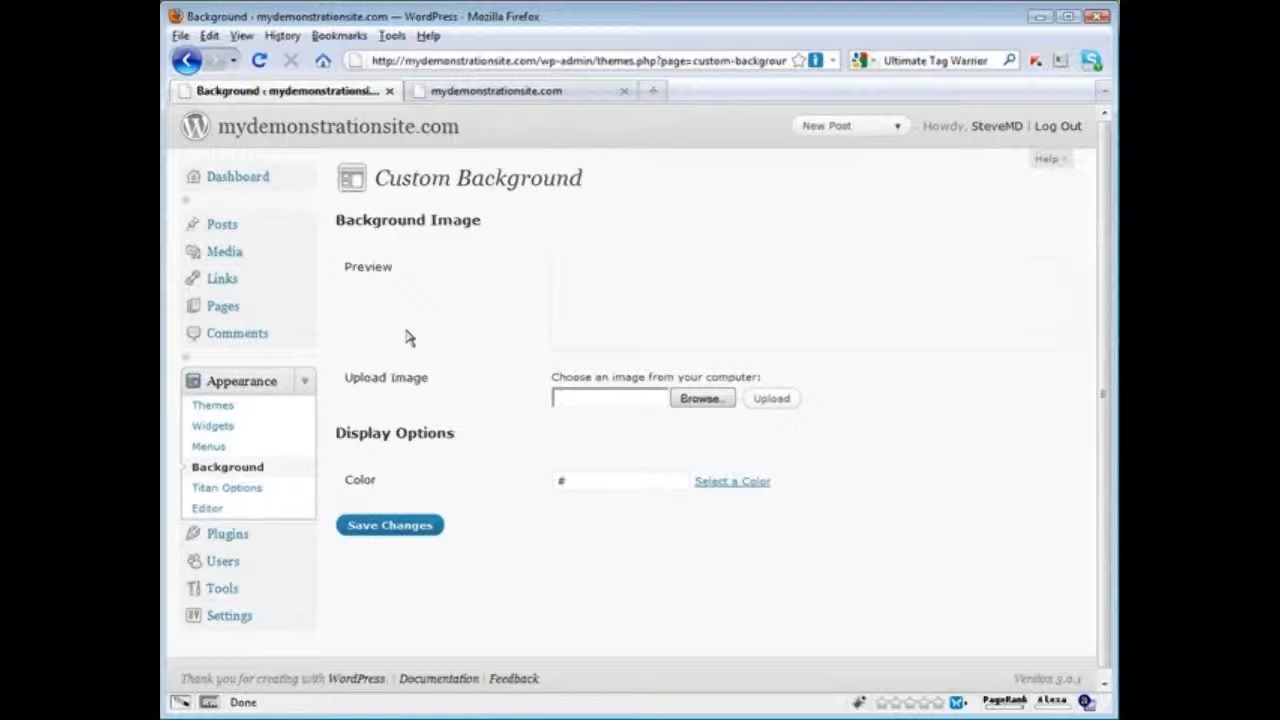 Background ‹ mydemonstrationsite.com — WordPress - Mozilla Firefox
File Edit View History Bookmarks Tools Help
http://mydemonstrationsite.com/wp-admin/themes.php?page=custom-backgrour
Ultimate Tag Warrior
Background ‹ mydemonstrationsi...
mydemonstrationsite.com
mydemonstrationsite.com
New Post
Howdy, SteveMD | Log Out
Help
Dashboard
Posts
Media
Links
Pages
Comments
Appearance
Themes
Widgets
Menus
Background
Titan Options
Editor
Plugins
Users
Tools
Settings
Custom Background
Background Image
Preview
Upload Image
Choose an image from your computer:
Browse...
Upload
Display Options
Color
#
Select a Color
Save Changes
Thank you for creating with WordPress. | Documentation | Feedback
Version 3.0.1
Done
PageRank
Alexa